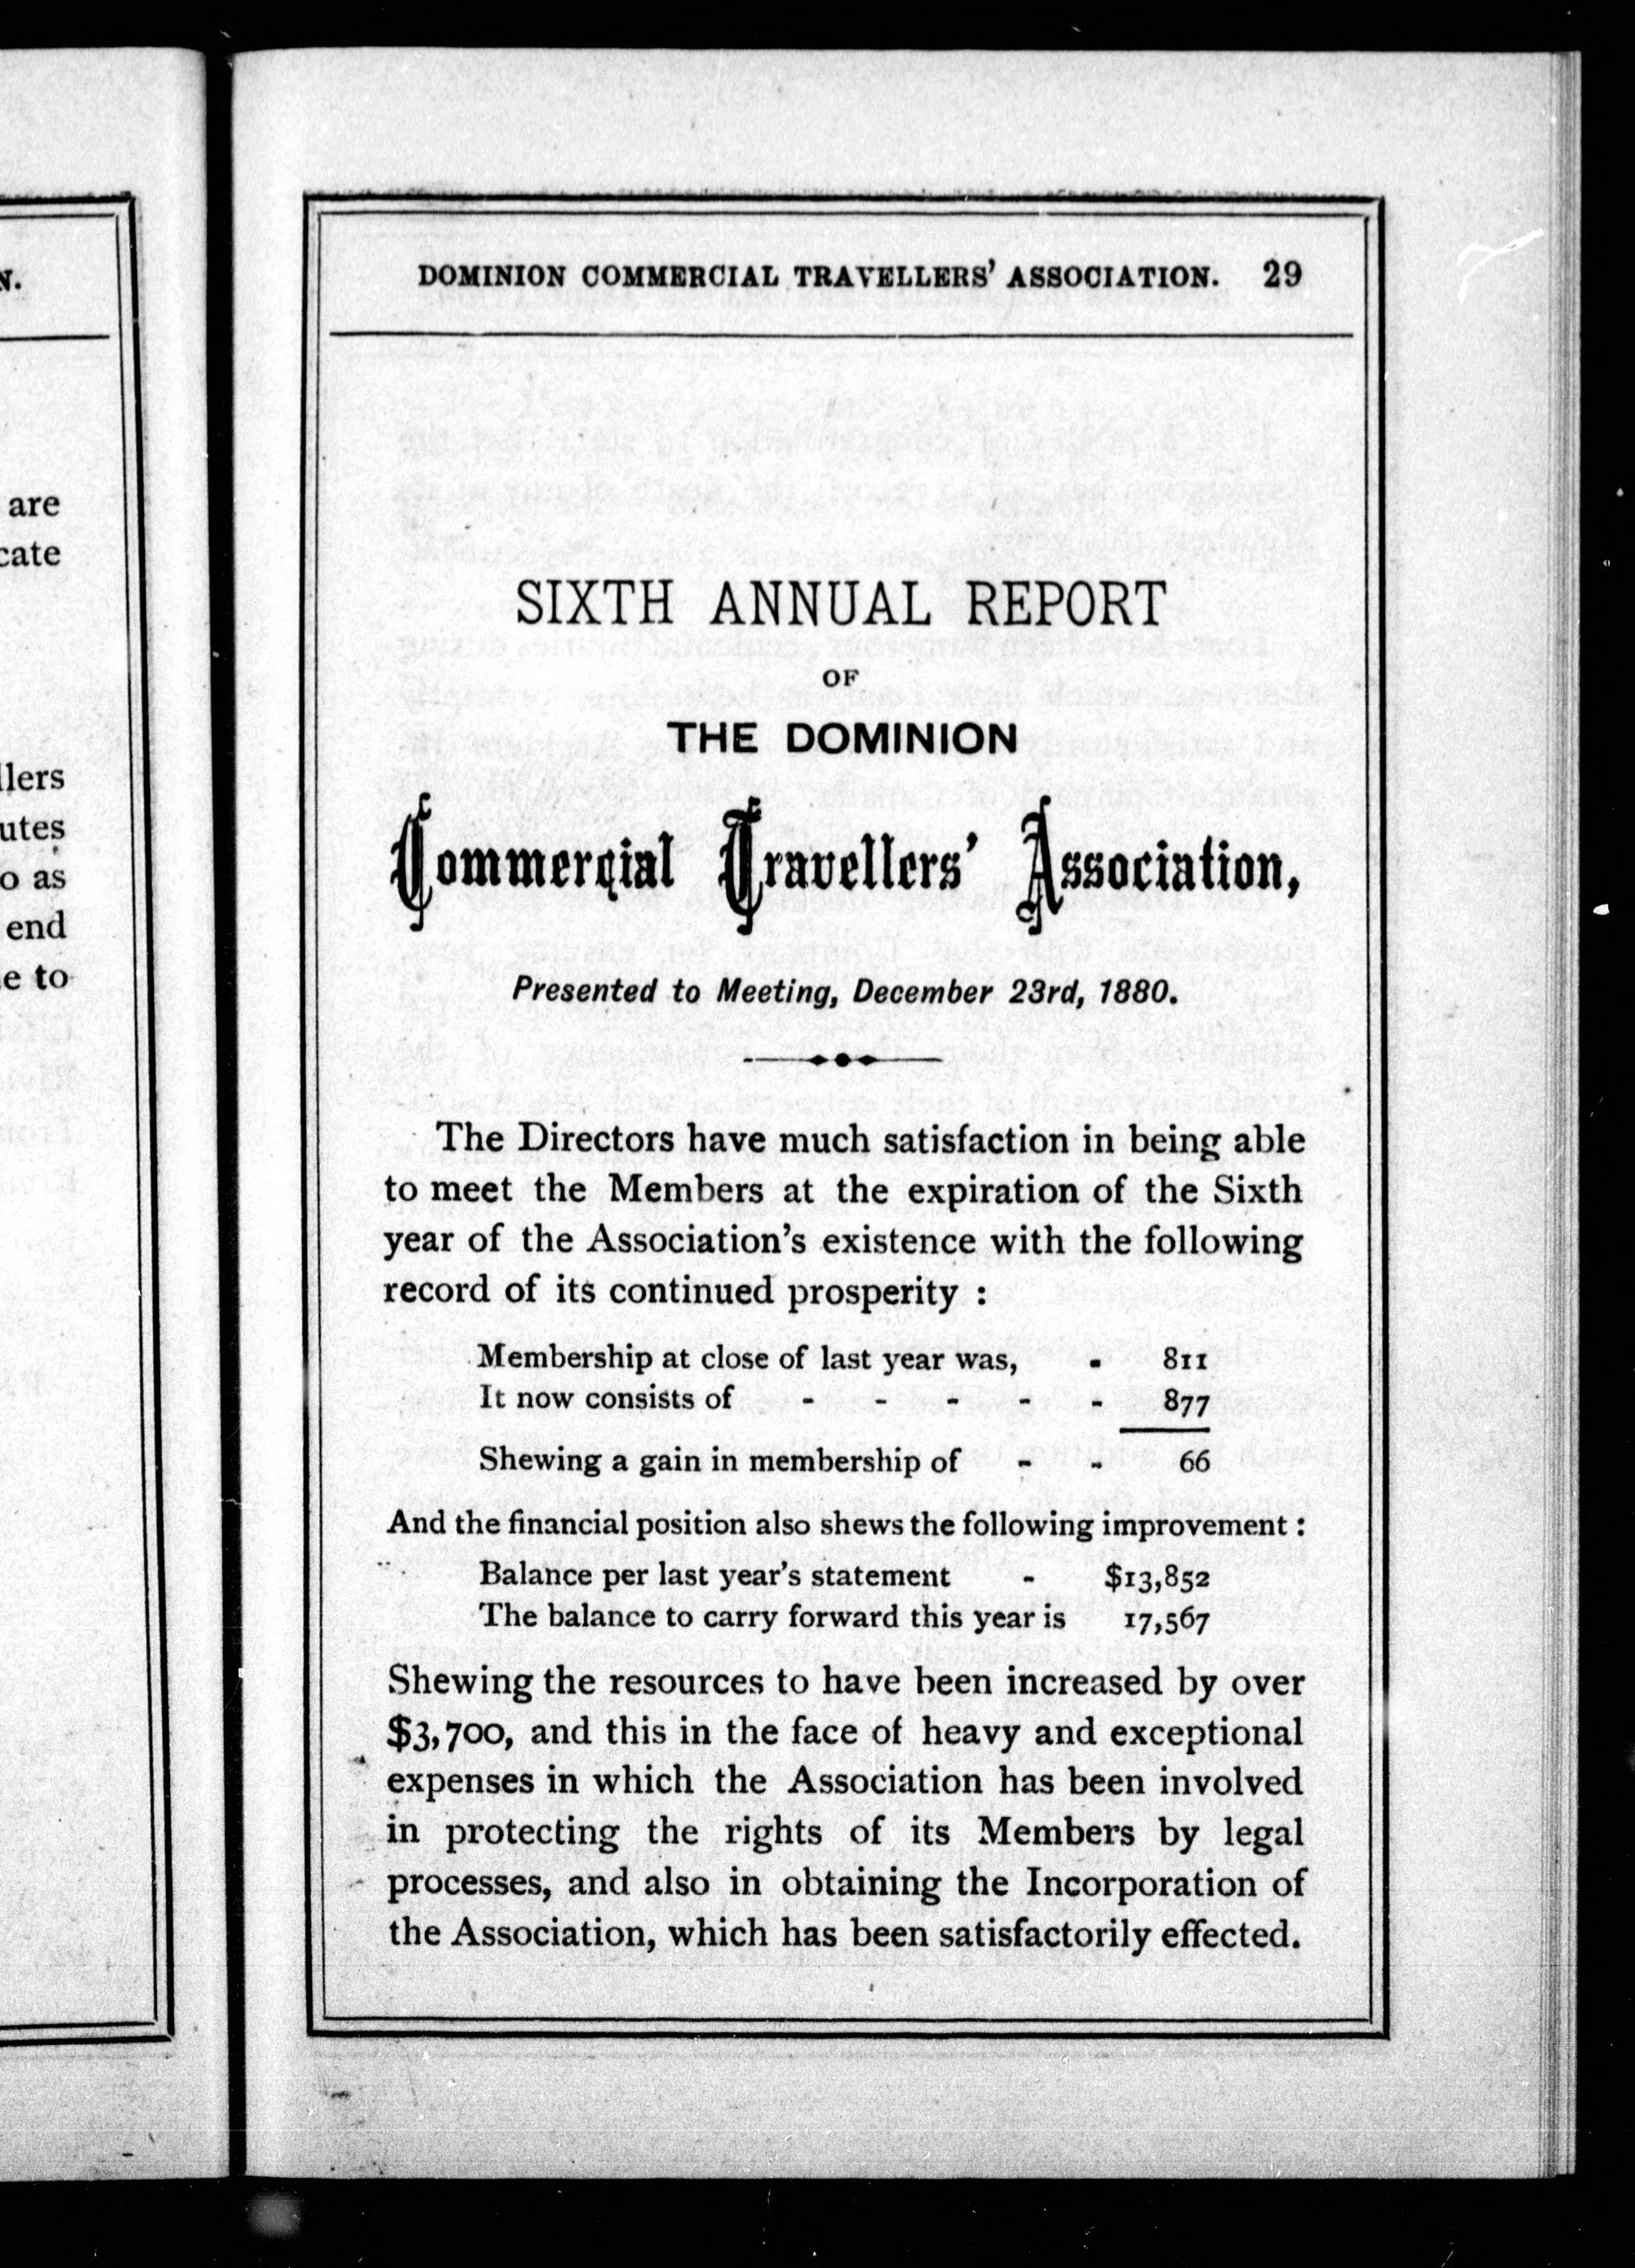 N.
are
cate
llers
utes
o as
end
e to
DOMINION COMMERCIAL TRAVELLERS' ASSOCIATION. 29
SIXTH ANNUAL REPORT
OF
THE DOMINION
Commercial Travellers' Association,
Presented to Meeting, December 23rd, 1880.
The Directors have much satisfaction in being able
to meet the Members at the expiration of the Sixth
year of the Association's existence with the following
record of its continued prosperity :
Membership at close of last year was, - 811
It now consists of - - - - - 877
Shewing a gain in membership of - - 66
And the financial position also shews the following improvement :
Balance per last year's statement - $13,852
The balance to carry forward this year is 17,567
Shewing the resources to have been increased by over
$3,700, and this in the face of heavy and exceptional
expenses in which the Association has been involved
in protecting the rights of its Members by legal
processes, and also in obtaining the Incorporation of
the Association, which has been satisfactorily effected.